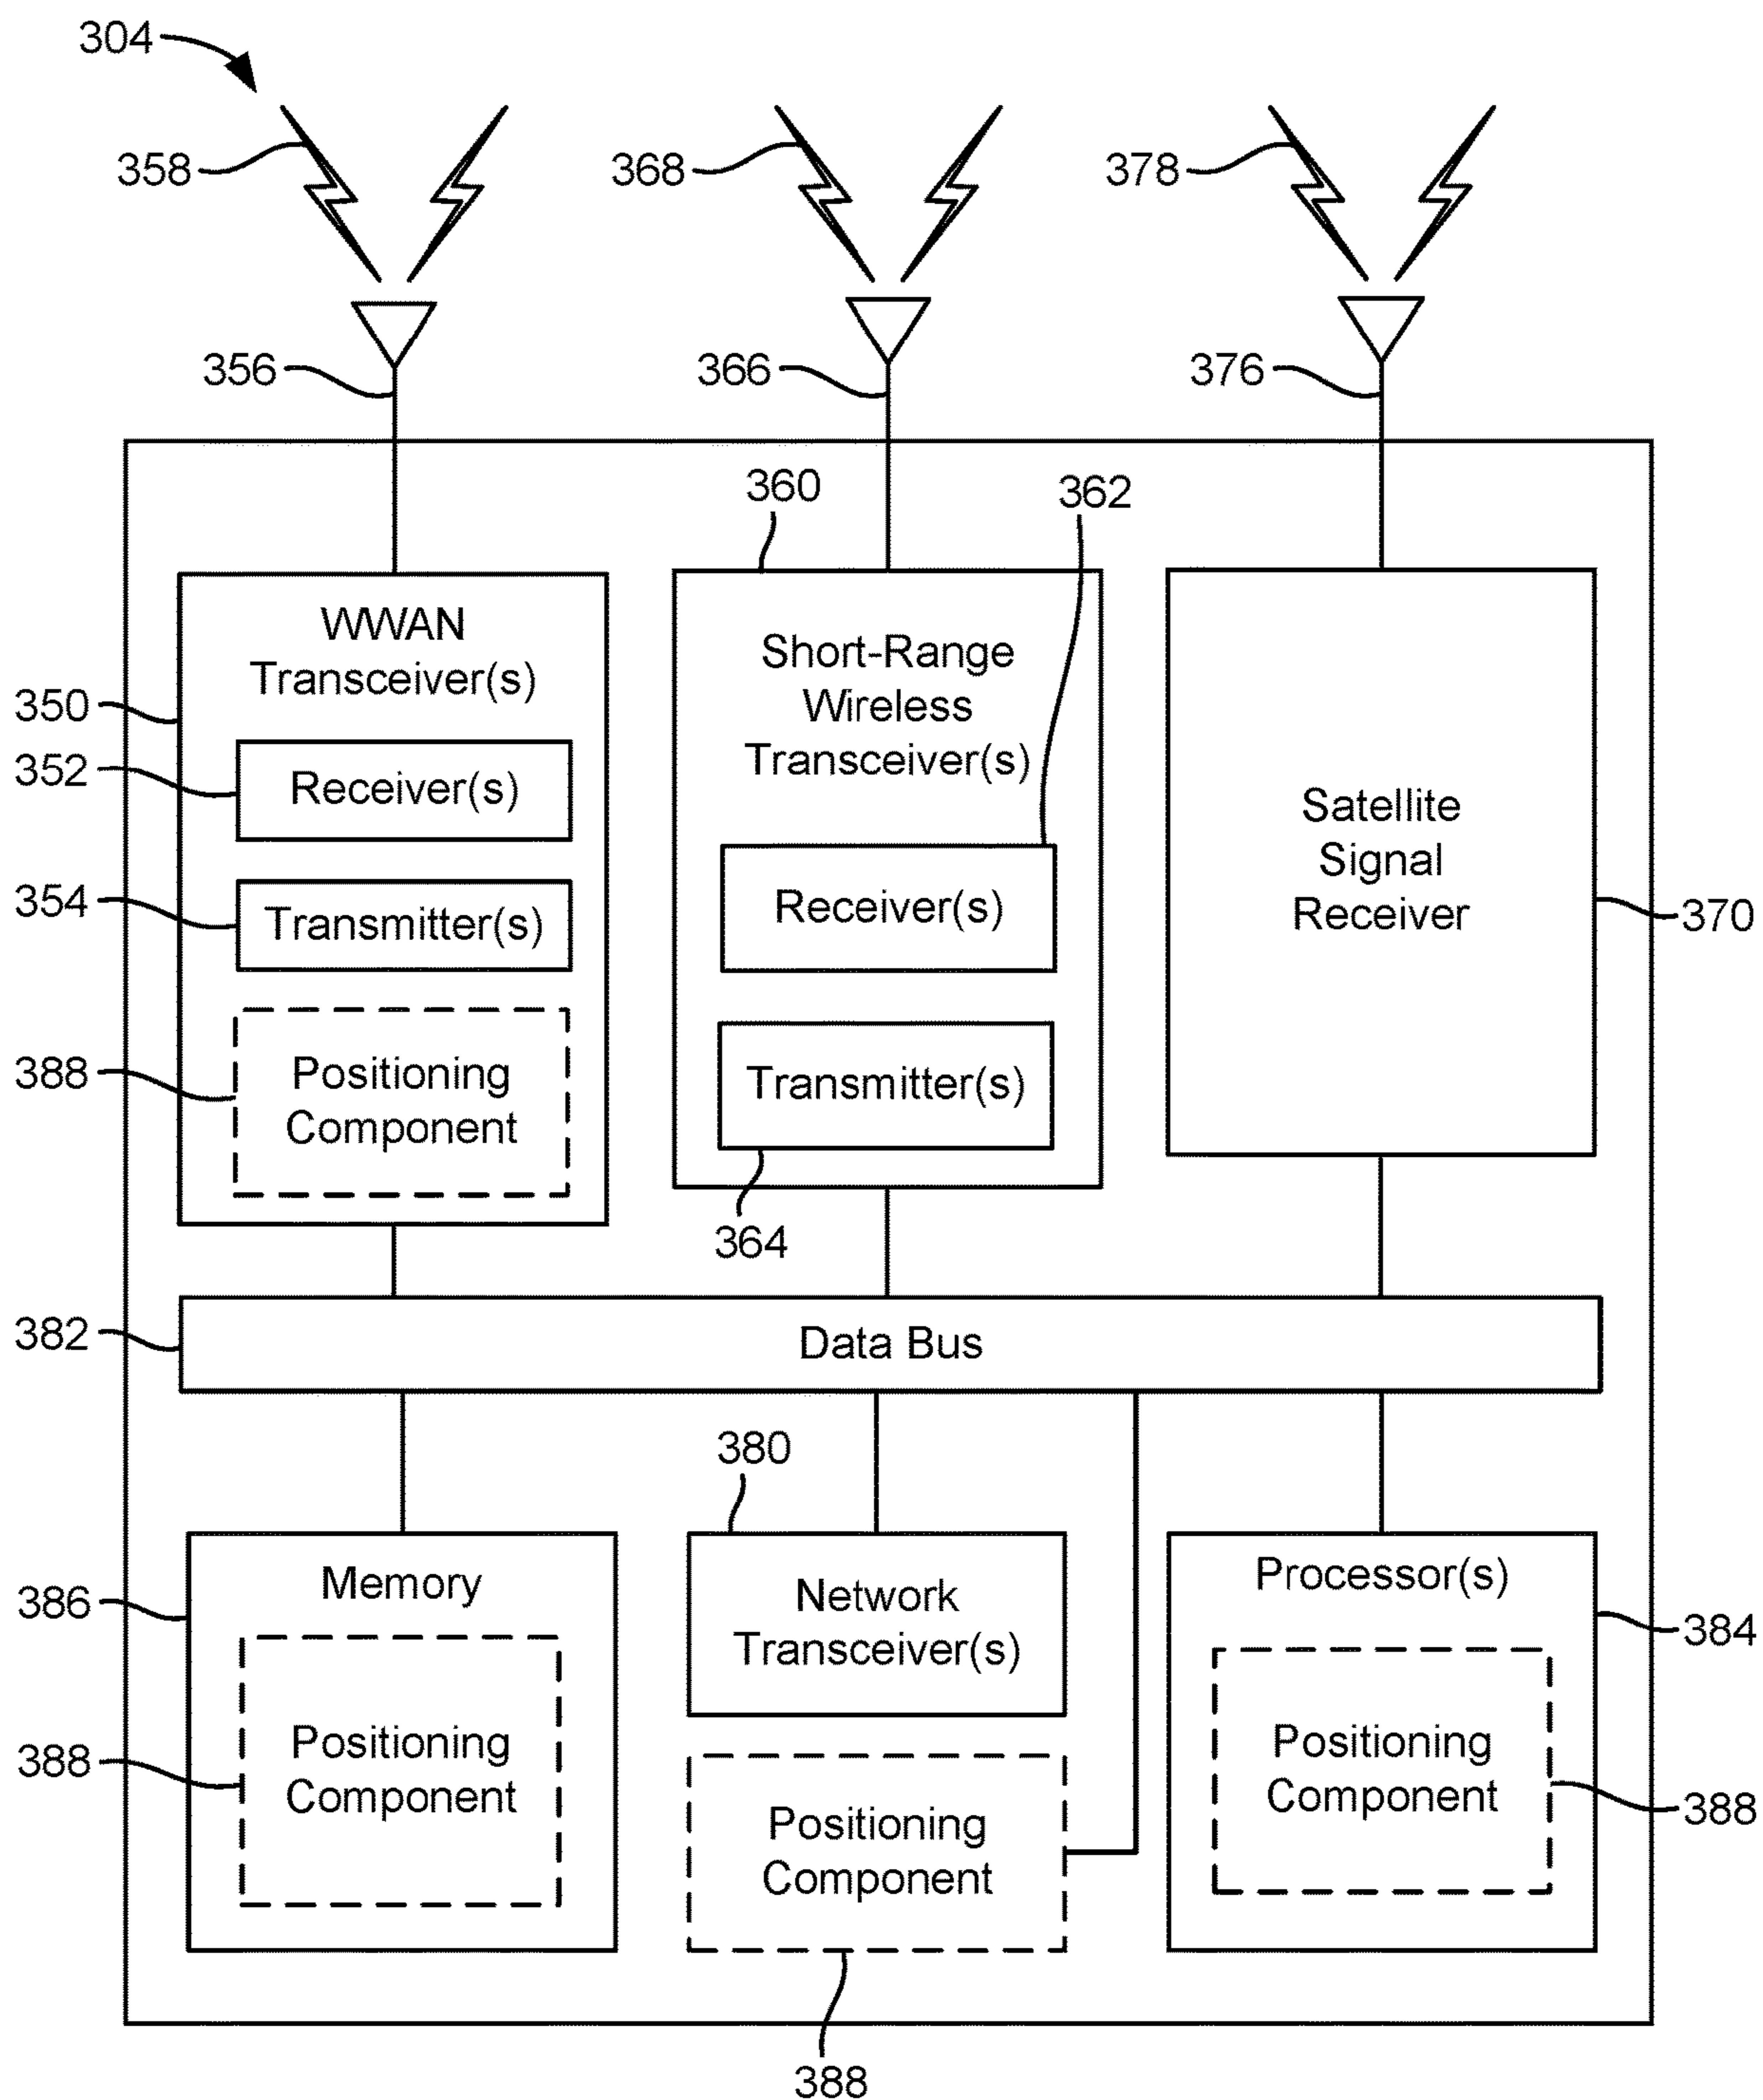 304
358
368
378
356
366
376
360
362
WWAN
Transceiver(s)
Short-Range
Wireless
Transceiver(s)
350
352
Receiver(s)
Satellite
Signal
Receiver
354
Transmitter(s)
Receiver(s)
370
388
Positioning
Component
Transmitter(s)
364
382
Data Bus
380
386
Memory
Network
Transceiver(s)
Processor(s)
384
388
Positioning
Component
Positioning
Component
Positioning
Component
388
388